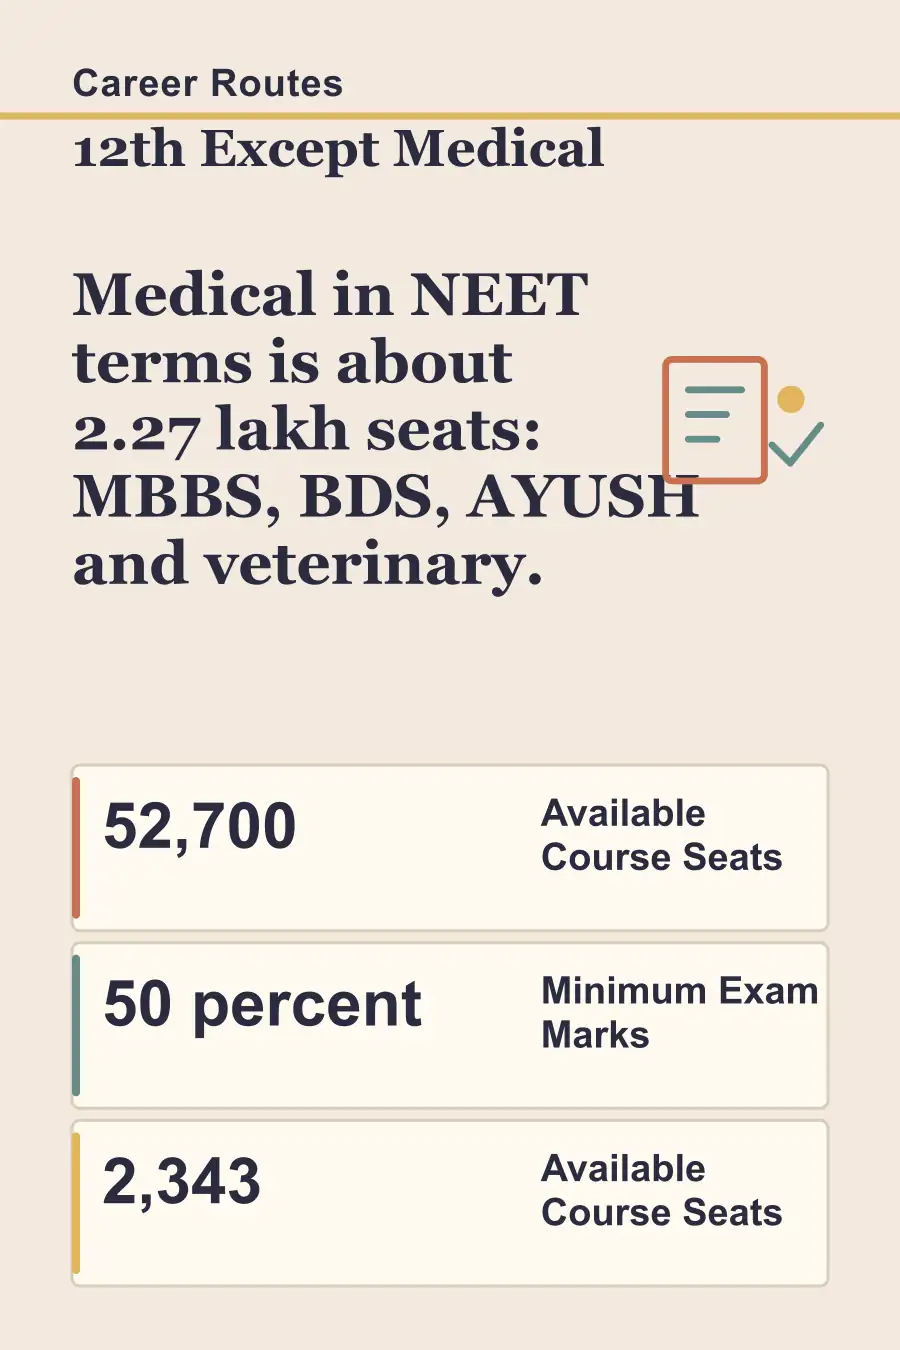 Career Routes
12th Except Medical
Medical in NEET
terms is about
2.27 lakh seats:
MBBS, BDS, AYUSH
and veterinary.
52,700
Available
Course Seats
50 percent
Minimum Exam
Marks
2,343
Available
Course Seats